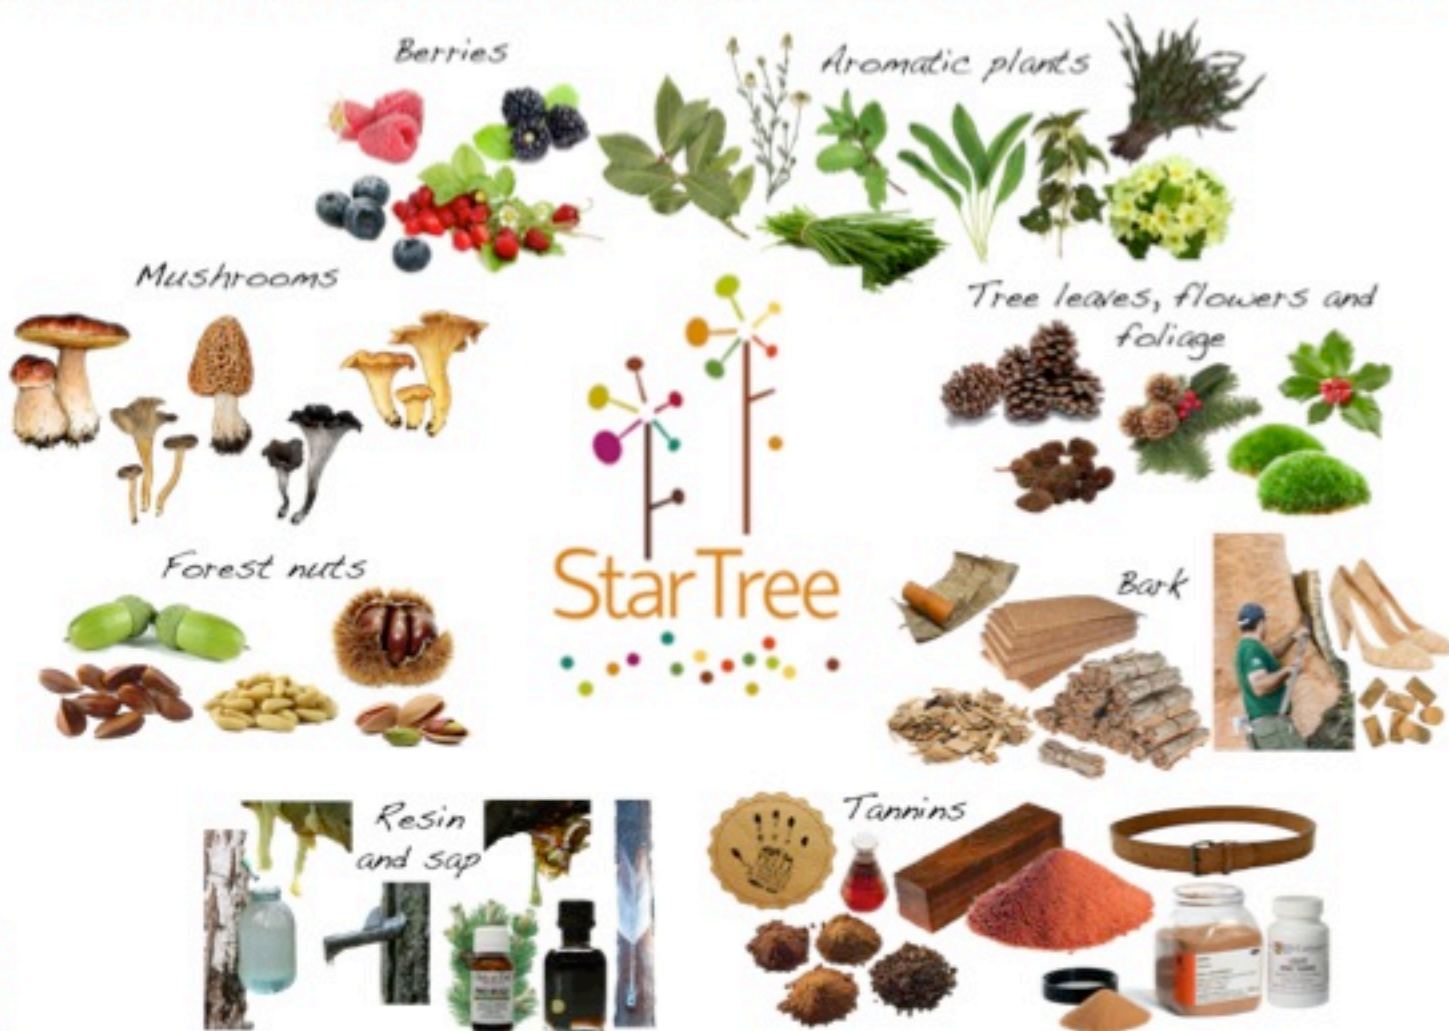 Berries
Aromatic plants
Mushrooms
Tree leaves, flowers and
foliage
StarTree
Forest nuts
Bark
Resin
and sap
Tannins